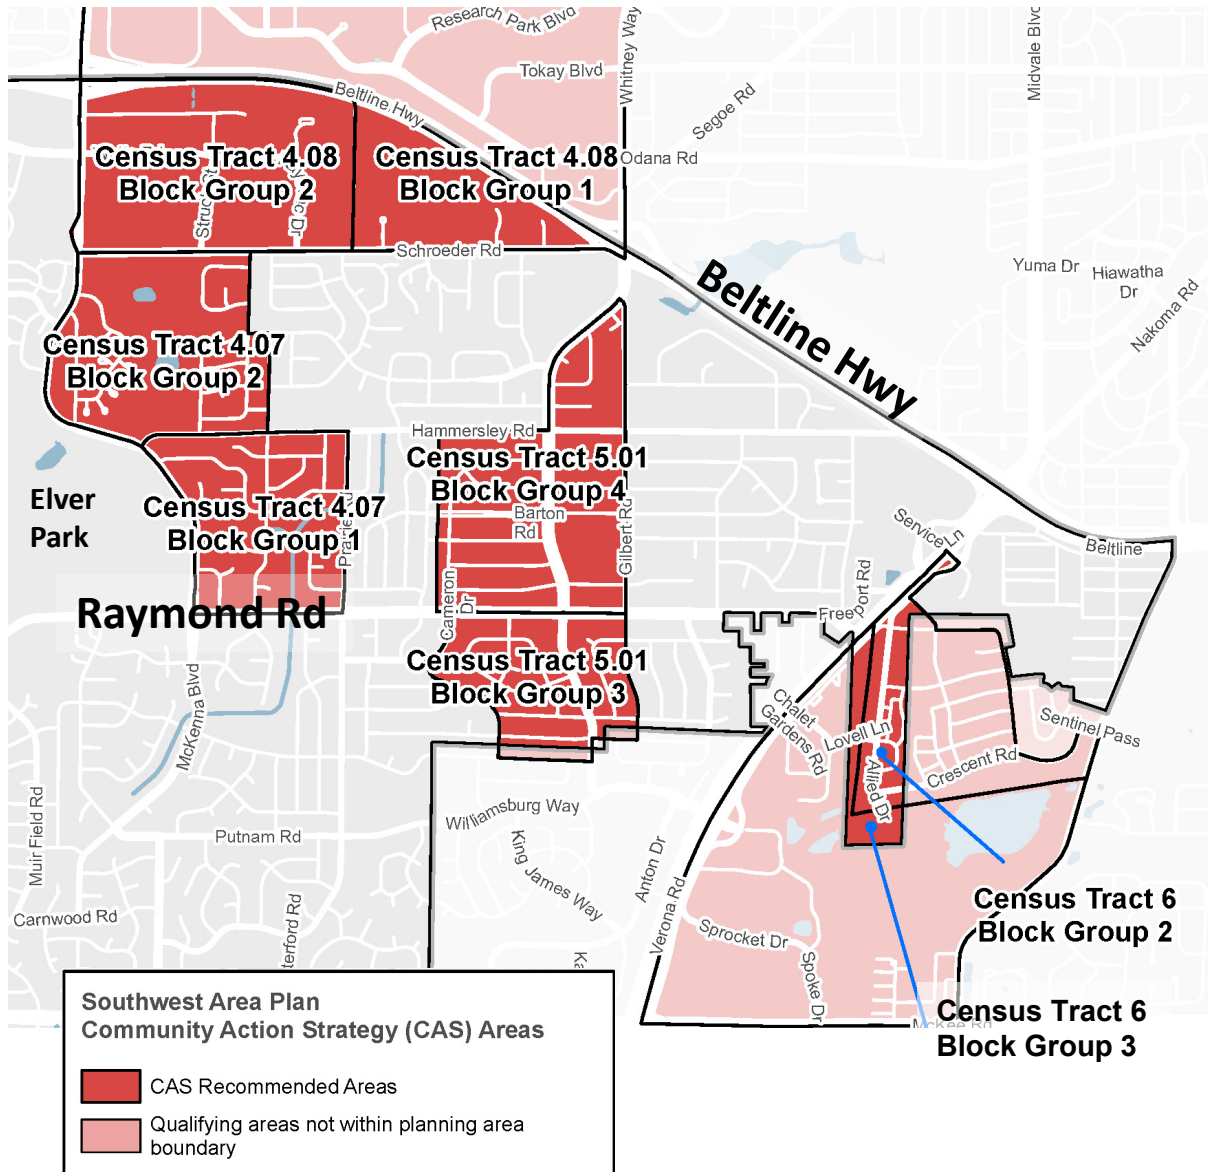 Research Park Blvd
Whitney Way
Midvale Blvd
Tokay Blvd
Segoe Rd
Beltline Hwy
Odana Rd
Census Tract 4.08
Block Group 2
Census Tract 4.08
Block Group 1
Schroeder Rd
Yuma Dr
Hiawatha
Dr
Nakoma Rd
Beltline Hwy
Census Tract 4.07
Block Group 2
Hammersley Rd
Census Tract 5.01
Block Group 4
Elver
Park
Census Tract 4.07
Block Group 1
Barton
Rd
Gilbert Rd
Service Ln
Beltline
Cameron
Dr
Freeport Rd
Raymond Rd
Census Tract 5.01
Block Group 3
McKenna Blvd
Chalet
Gardens Rd
Lovell Ln
Allied Dr
Crescent Rd
Sentinel Pass
Muir Field Rd
Putnam Rd
Williamsburg Way
King James Way
Anton Dr
Verona Rd
Carnwood Rd
terford Rd
Sprocket Dr
Spoke Dr
Census Tract 6
Block Group 2
McKee Rd
Census Tract 6
Block Group 3
Southwest Area Plan
Community Action Strategy (CAS) Areas
CAS Recommended Areas
Qualifying areas not within planning area
boundary